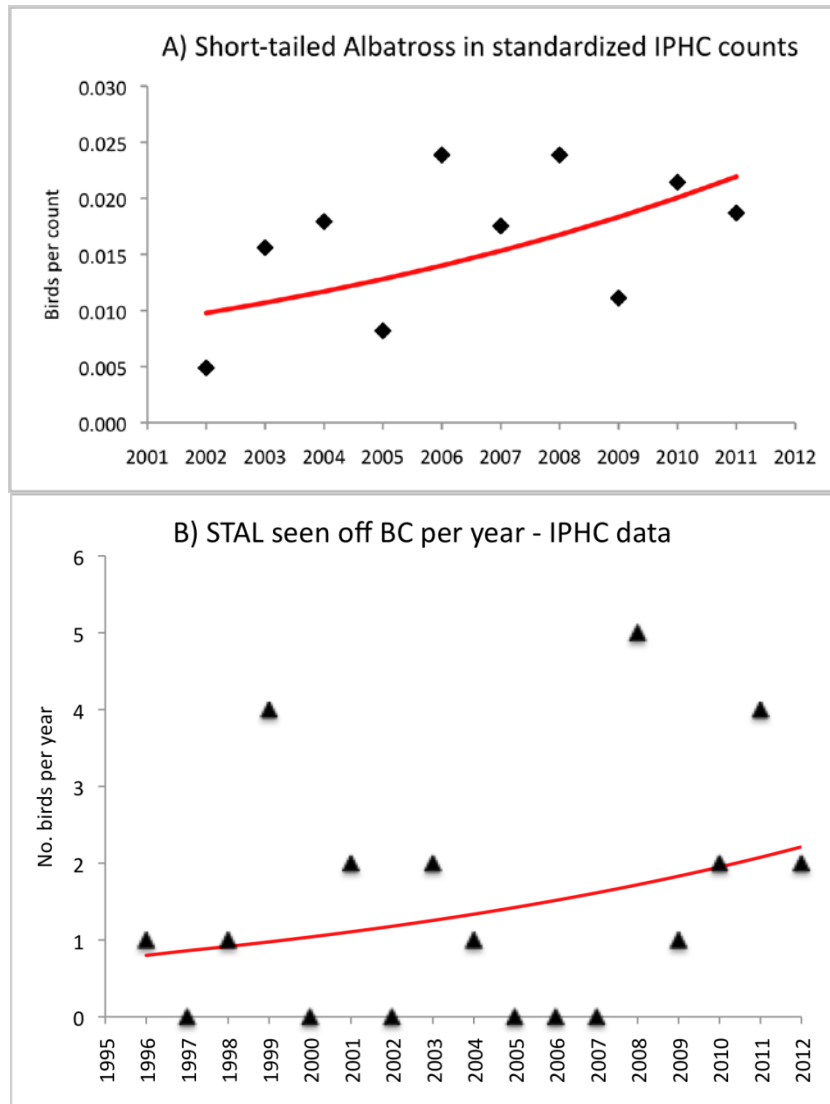 A) Short-tailed Albatross in standardized IPHC counts
0.030
0.025
0.020
0.015
0.010
0.005
0.000
Birds per count
2001 2002 2003 2004 2005 2006 2007 2008 2009 2010 2011 2012
B) STAL seen off BC per year - IPHC data
6
5
4
3
2
1
0
No. birds per year
1995 1996 1997 1998 1999 2000 2001 2002 2003 2004 2005 2006 2007 2008 2009 2010 2011 2012